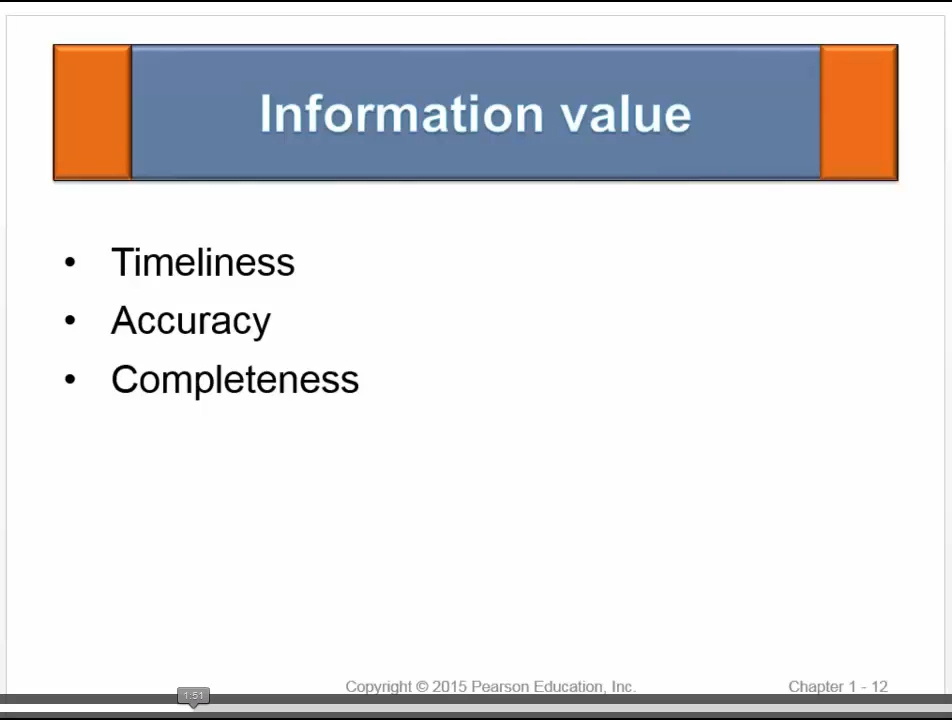 Information value
• Timeliness
• Accuracy
• Completeness
Copyright © 2015 Pearson Education, Inc. Chapter 1 - 12
1:51